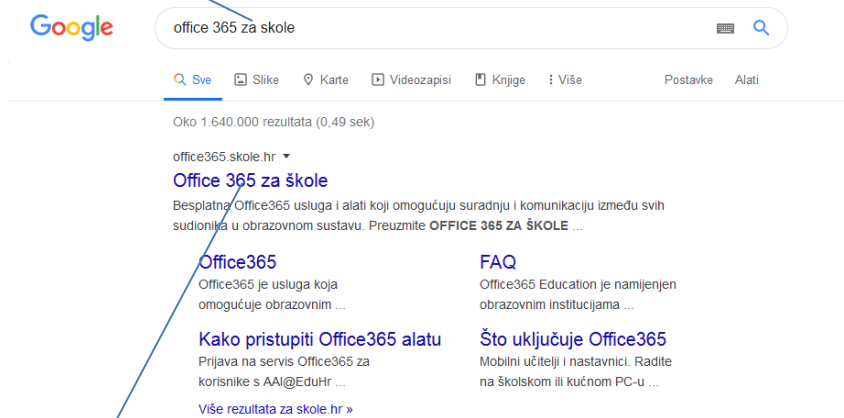 Google
office 365 za skole
Sve Slike Karte Videozapisi Knjige Više Postavke Alati
Oko 1.640.000 rezultata (0,49 sek)
office365.skole.hr
Office 365 za škole
Besplatna Office365 usluga i alati koji omogućuju suradnju i komunikaciju između svih
sudionika u obrazovnom sustavu. Preuzmite OFFICE 365 ZA ŠKOLE ...
Office365
Office365 je usluga koja
omogućuje obrazovnim ...
FAQ
Office365 Education je namijenjen
obrazovnim institucijama ...
Kako pristupiti Office365 alatu
Prijava na servis Office365 za
korisnike s AAI@EduHr ...
Što uključuje Office365
Mobilni učitelji i nastavnici. Radite
na školskom ili kućnom PC-u ...
Više rezultata za skole.hr »